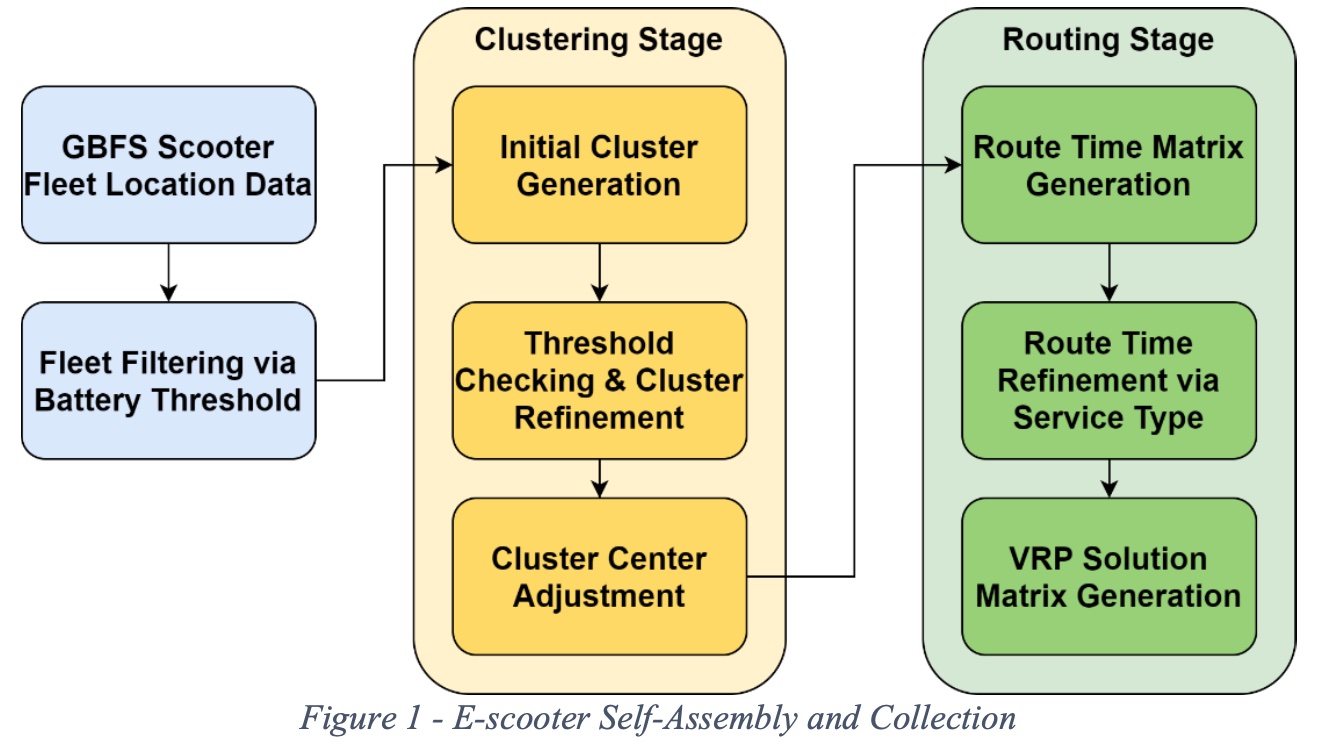 GBFS Scooter
Fleet Location Data
Fleet Filtering via
Battery Threshold
Clustering Stage
Initial Cluster
Generation
Threshold
Checking & Cluster
Refinement
Cluster Center
Adjustment
Routing Stage
Route Time Matrix
Generation
Route Time
Refinement via
Service Type
VRP Solution
Matrix Generation
Figure 1 - E-scooter Self-Assembly and Collection